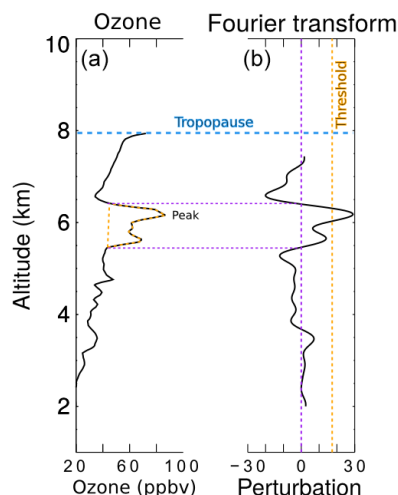 Ozone
Fourier transform
(a)
(b)
10
8
6
4
2
Altitude (km)
Tropopause
Threshold
Peak
20 60 100
-30 0 30
Ozone (ppbv)
Perturbation